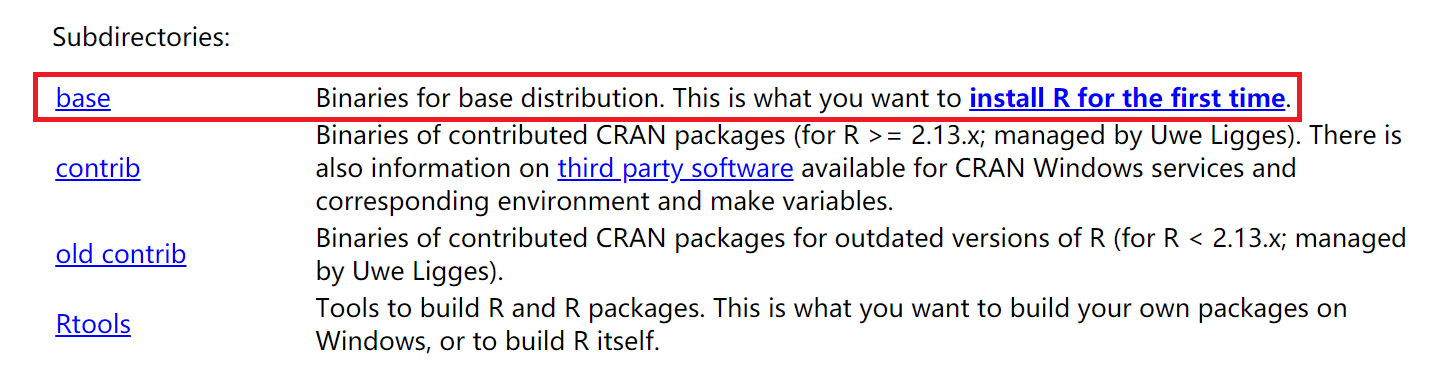 Subdirectories:
base Binaries for base distribution. This is what you want to install R for the first time.
Binaries of contributed CRAN packages (for R >= 2.13.x; managed by Uwe Ligges). There is
contrib also information on third party software available for CRAN Windows services and
corresponding environment and make variables.
old contrib Binaries of contributed CRAN packages for outdated versions of R (for R < 2.13.x; managed
by Uwe Ligges).
Rtools Tools to build R and R packages. This is what you want to build your own packages on
Windows, or to build R itself.